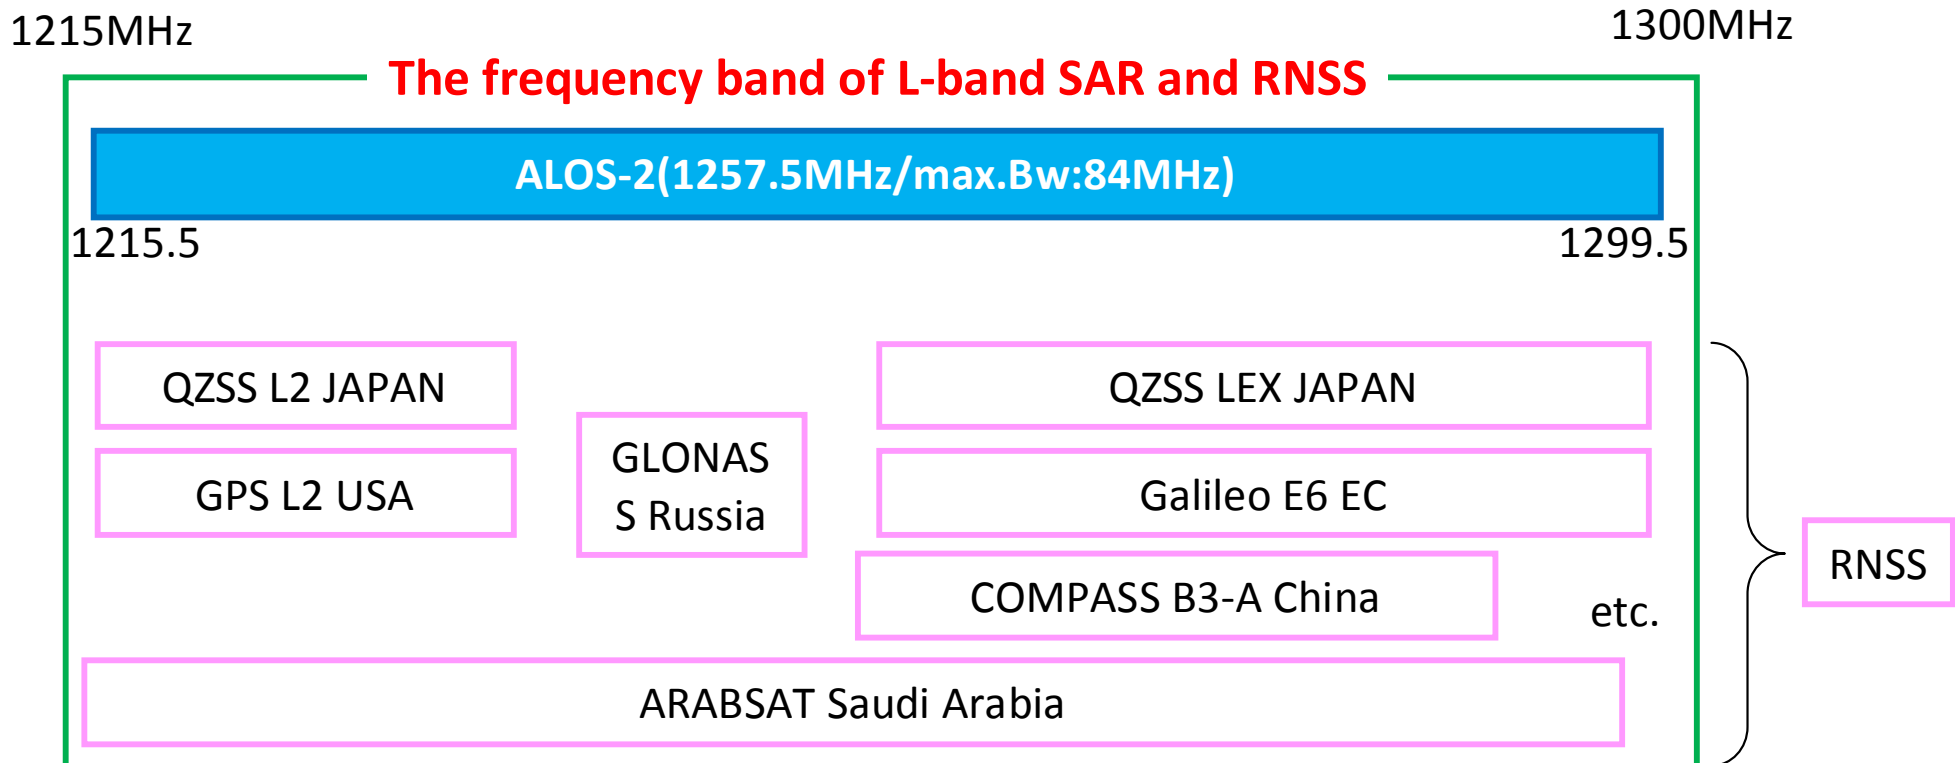 1215MHz
1300MHz
The frequency band of L-band SAR and RNSS
ALOS-2(1257.5MHz/max.Bw:84MHz)
1215.5
1299.5
QZSS L2 JAPAN
QZSS LEX JAPAN
GLONAS
S Russia
GPS L2 USA
Galileo E6 EC
RNSS
COMPASS B3-A China
etc.
ARABSAT Saudi Arabia